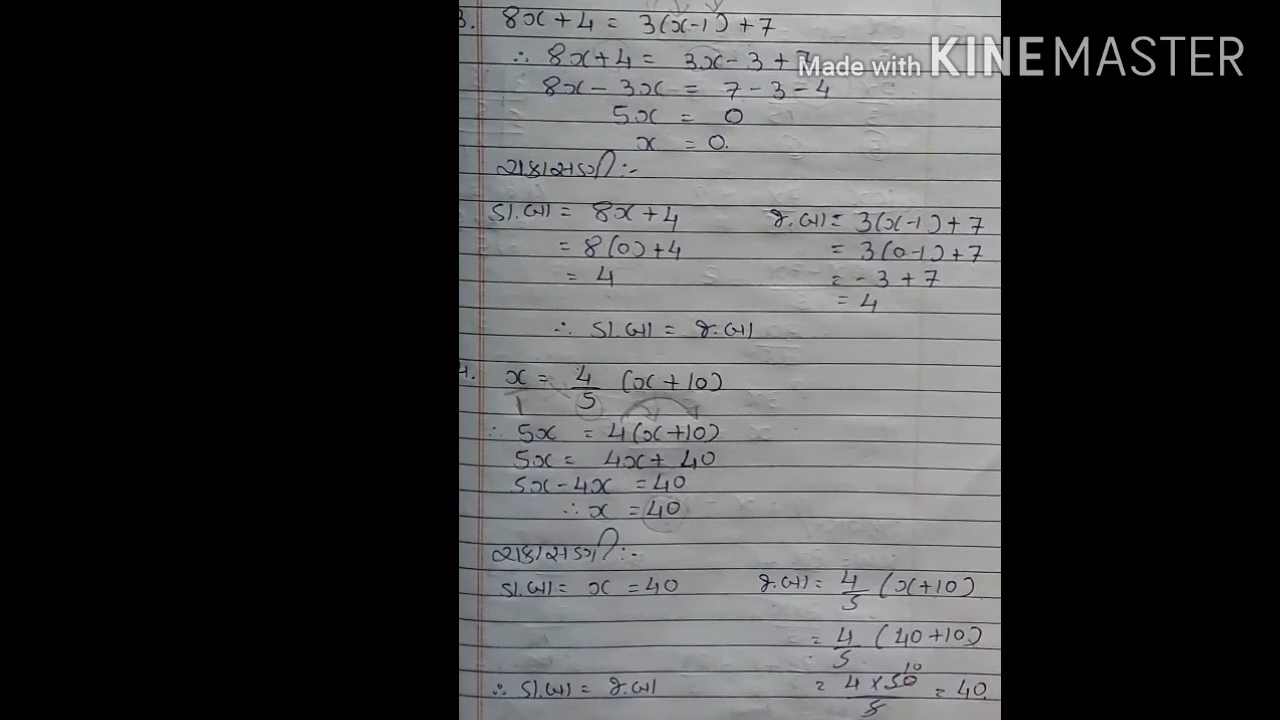 3. 8x + 4 = 3(x-1) + 7
∴ 8x+4 = 3x - 3 + 7
Made with KINEMASTER
8x - 3x = 7 - 3 - 4
5x = 0
x = 0.
ચકાસણી :-
ડા.બા = 8x + 4 જ.બા = 3(x-1) + 7
= 8(0) + 4 = 3(0-1) + 7
= 4 = -3 + 7
= 4
∴ ડા.બા = જ.બા
4. x/1 = 4/5 (x + 10)
∴ 5x = 4(x+10)
5x = 4x + 40
5x - 4x = 40
∴ x = 40
ચકાસણી :-
ડા.બા = x = 40 જ.બા = 4/5 (x+10)
= 4/5 (40+10)
∴ ડા.બા = જ.બા = 4 x 50/5 10 = 40